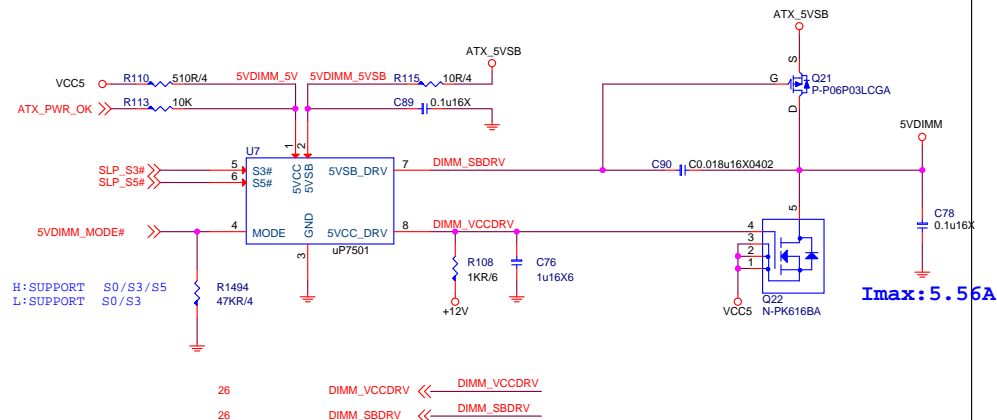 ATX_5VSB
ATX_5VSB
VCC5 R110 510R/4 5VDIMM_5V 5VDIMM_5VSB R115 10R/4
S
G Q21
P-P06P03LCGA
D
ATX_PWR_OK R113 10K C89 0.1u16X
5VDIMM
U7
1 2
5VCC 5VSB
SLP_S3# 5 S3# 5VSB_DRV 7 DIMM_SBDRV C90 C0.018u16X0402
SLP_S5# 6 S5#
5
C78
0.1u16X
5VDIMM_MODE# 4 MODE GND 5VCC_DRV 8 DIMM_VCCDRV 4
3
2
1
uP7501
3
R108
1KR/6
C76
1u16X6
+12V
VCC5
Q22
N-PK616BA
Imax:5.56A
H:SUPPORT S0/S3/S5
L:SUPPORT S0/S3
R1494
47KR/4
26 DIMM_VCCDRV DIMM_VCCDRV
26 DIMM_SBDRV DIMM_SBDRV